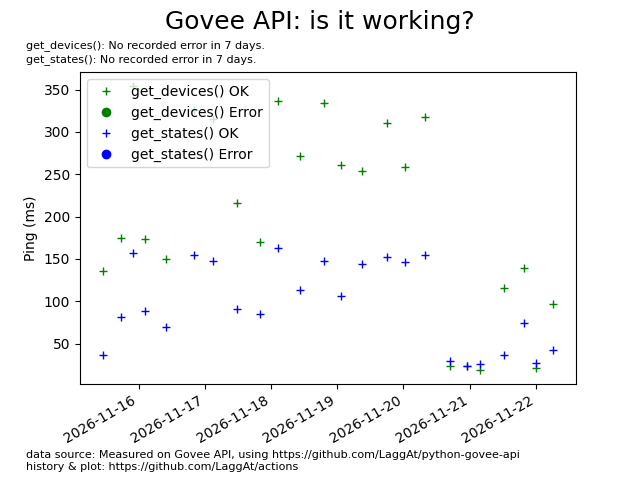 Govee API: is it working?
get_devices(): No recorded error in 7 days.
get_states(): No recorded error in 7 days.
get_devices() OK
get_devices() Error
get_states() OK
get_states() Error
Ping (ms)
350
300
250
200
150
100
50
2026-11-16
2026-11-17
2026-11-18
2026-11-19
2026-11-20
2026-11-21
2026-11-22
data source: Measured on Govee API, using https://github.com/LaggAt/python-govee-api
history & plot: https://github.com/LaggAt/actions